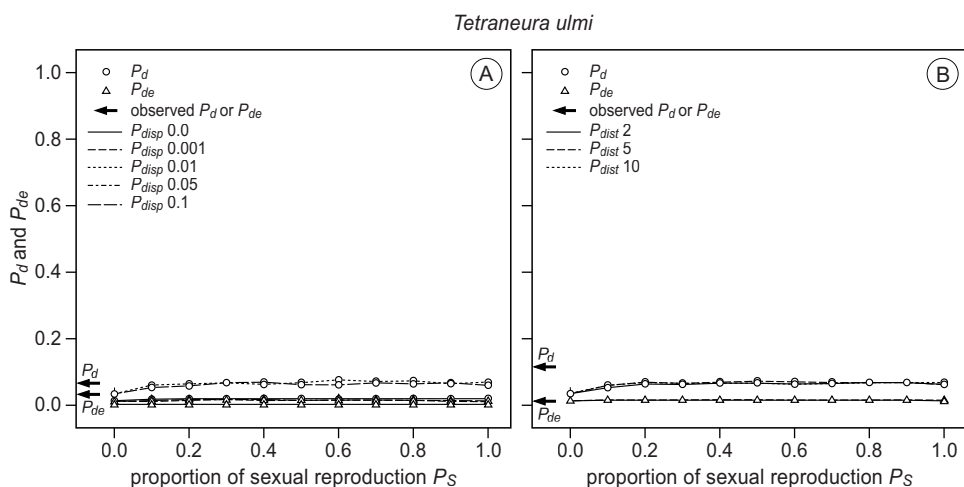 Tetraneura ulmi
A
P_d
P_de
observed P_d or P_de
P_disp 0.0
P_disp 0.001
P_disp 0.01
P_disp 0.05
P_disp 0.1
P_d and P_de
1.0
0.8
0.6
0.4
0.2
0.0
P_d
P_de
0.0 0.2 0.4 0.6 0.8 1.0
proportion of sexual reproduction P_S
B
P_d
P_de
observed P_d or P_de
P_dist 2
P_dist 5
P_dist 10
P_d
P_de
0.0 0.2 0.4 0.6 0.8 1.0
proportion of sexual reproduction P_S